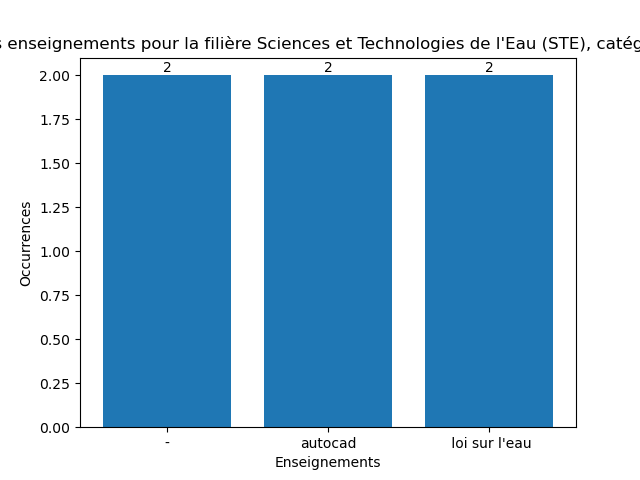 s enseignements pour la filière Sciences et Technologies de l'Eau (STE), catég
2
2
2
2.00
1.75
1.50
1.25
1.00
0.75
0.50
0.25
0.00
Occurrences
-
autocad
loi sur l'eau
Enseignements